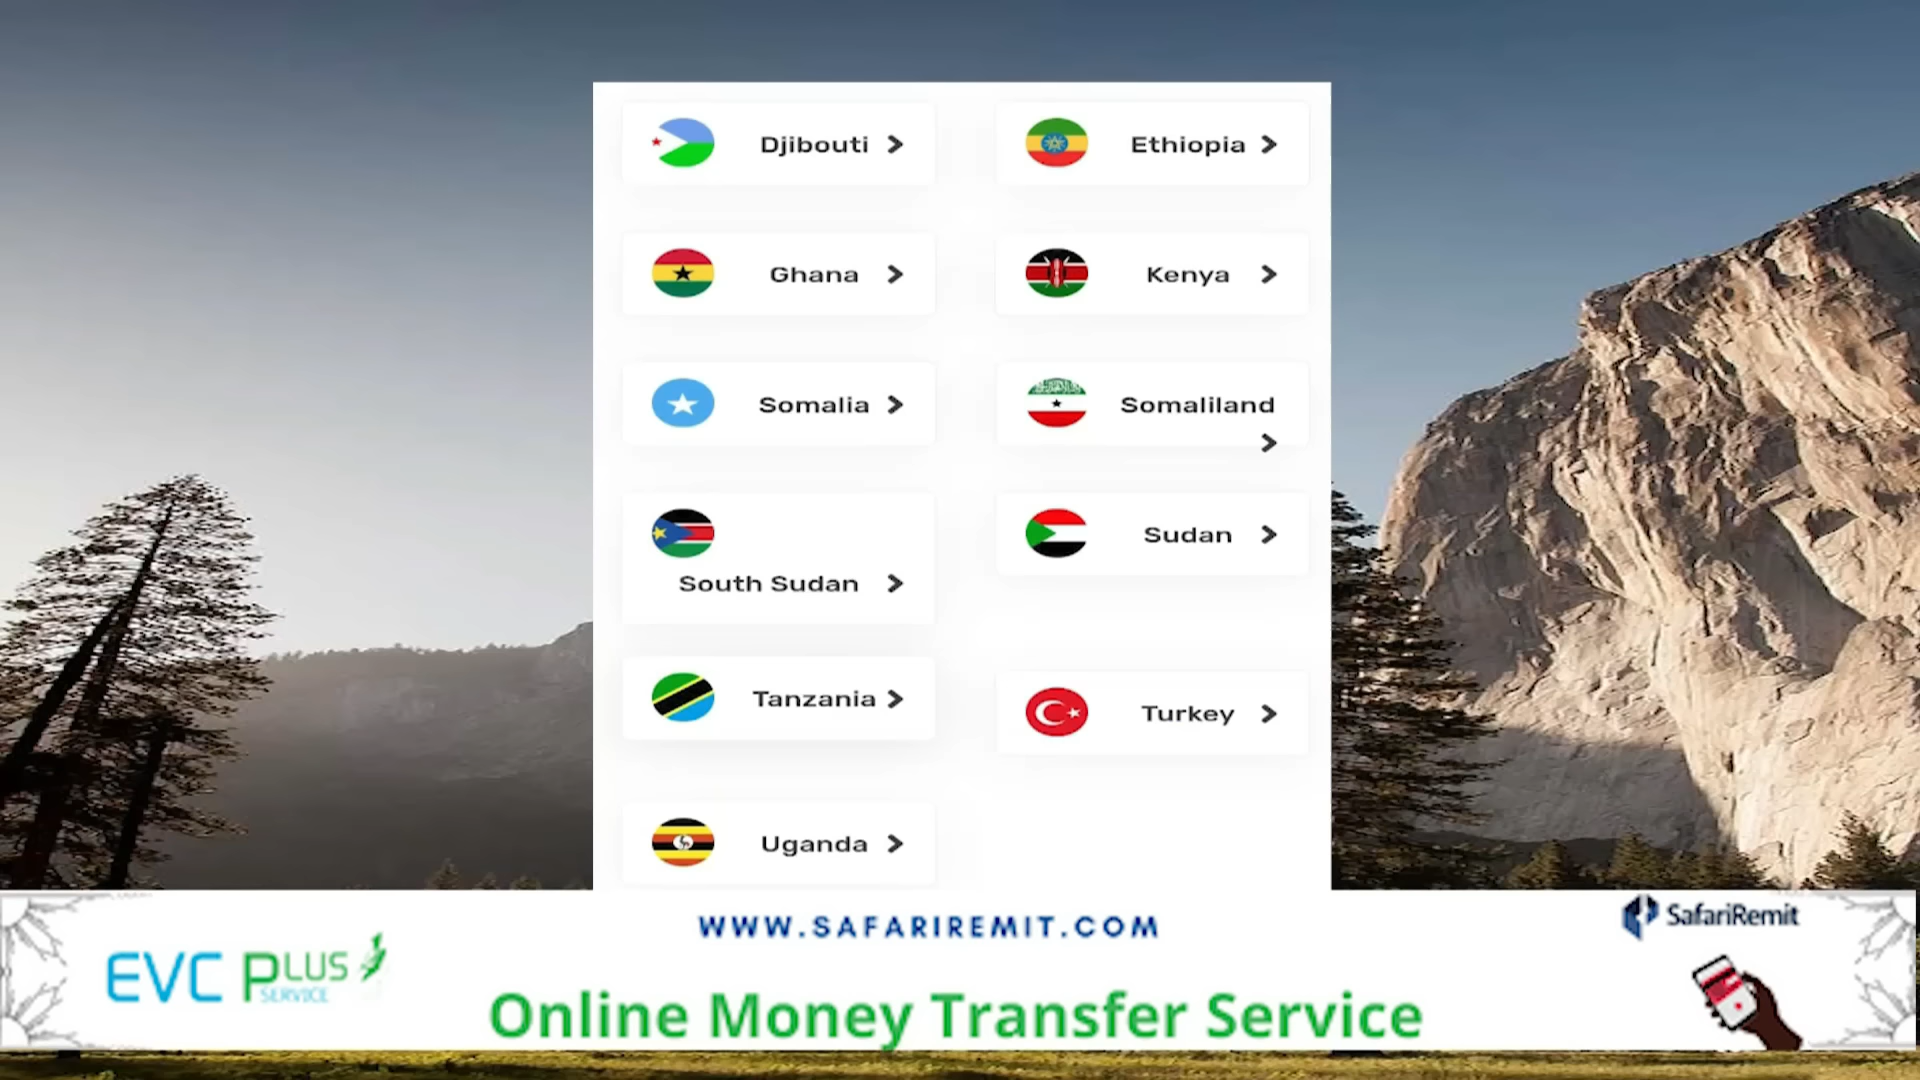 Djibouti
Ethiopia
Ghana
Kenya
Somalia
Somaliland
South Sudan
Sudan
Tanzania
Turkey
Uganda
WWW.SAFARIREMIT.COM
SafariRemit
EVC PLUS
SERVICE
Online Money Transfer Service